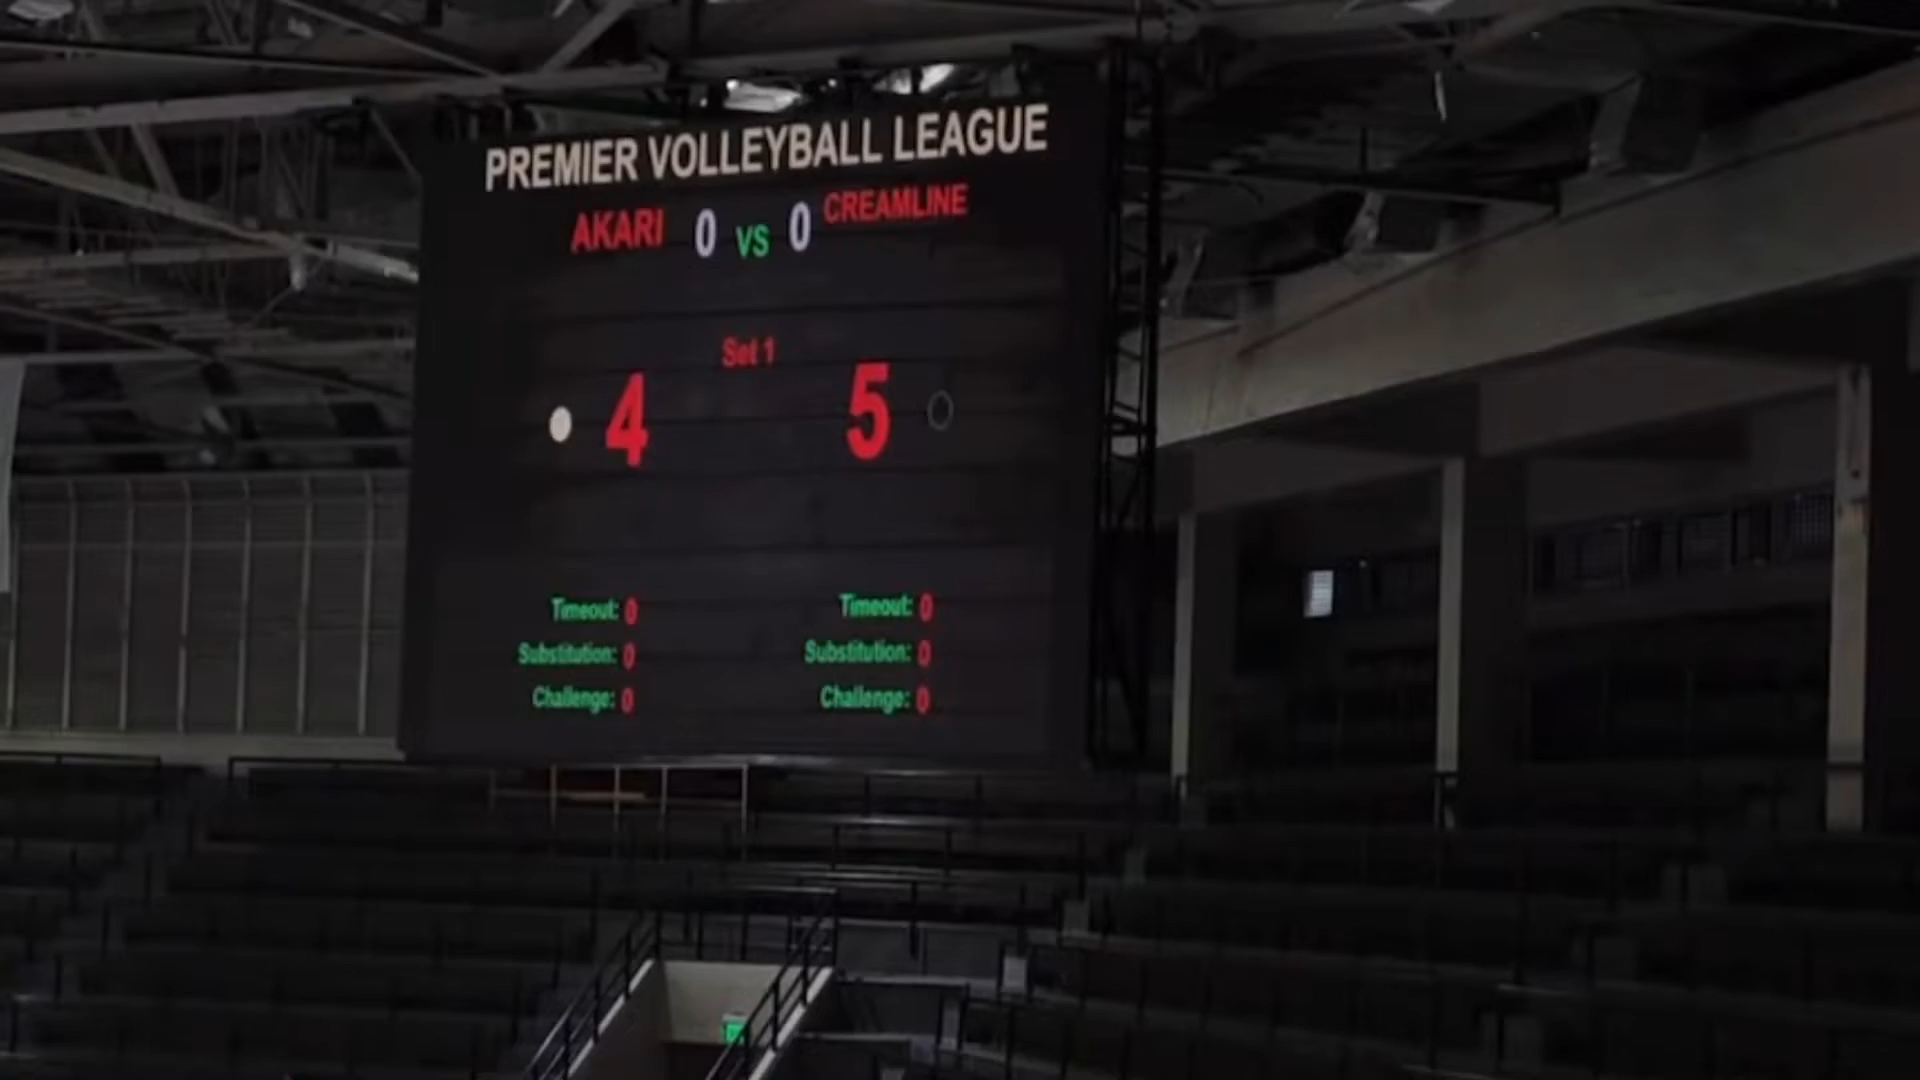 PREMIER VOLLEYBALL LEAGUE
AKARI 0 VS 0 CREAMLINE
Set 1
4 5
Timeout: 0 Timeout: 0
Substitution: 0 Substitution: 0
Challenge: 0 Challenge: 0